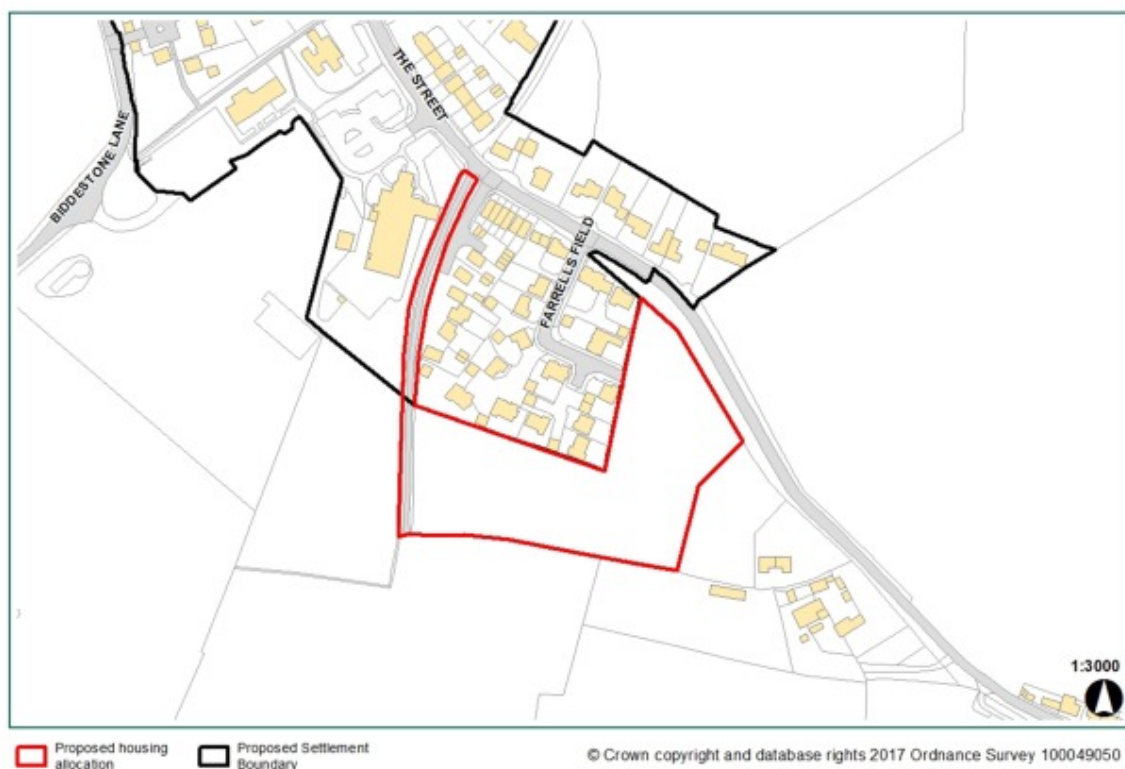 THE STREET
BIDDESTONE LANE
FARRELLS FIELD
1:3000
Proposed housing
allocation
Proposed Settlement
Boundary
© Crown copyright and database rights 2017 Ordnance Survey 100049050